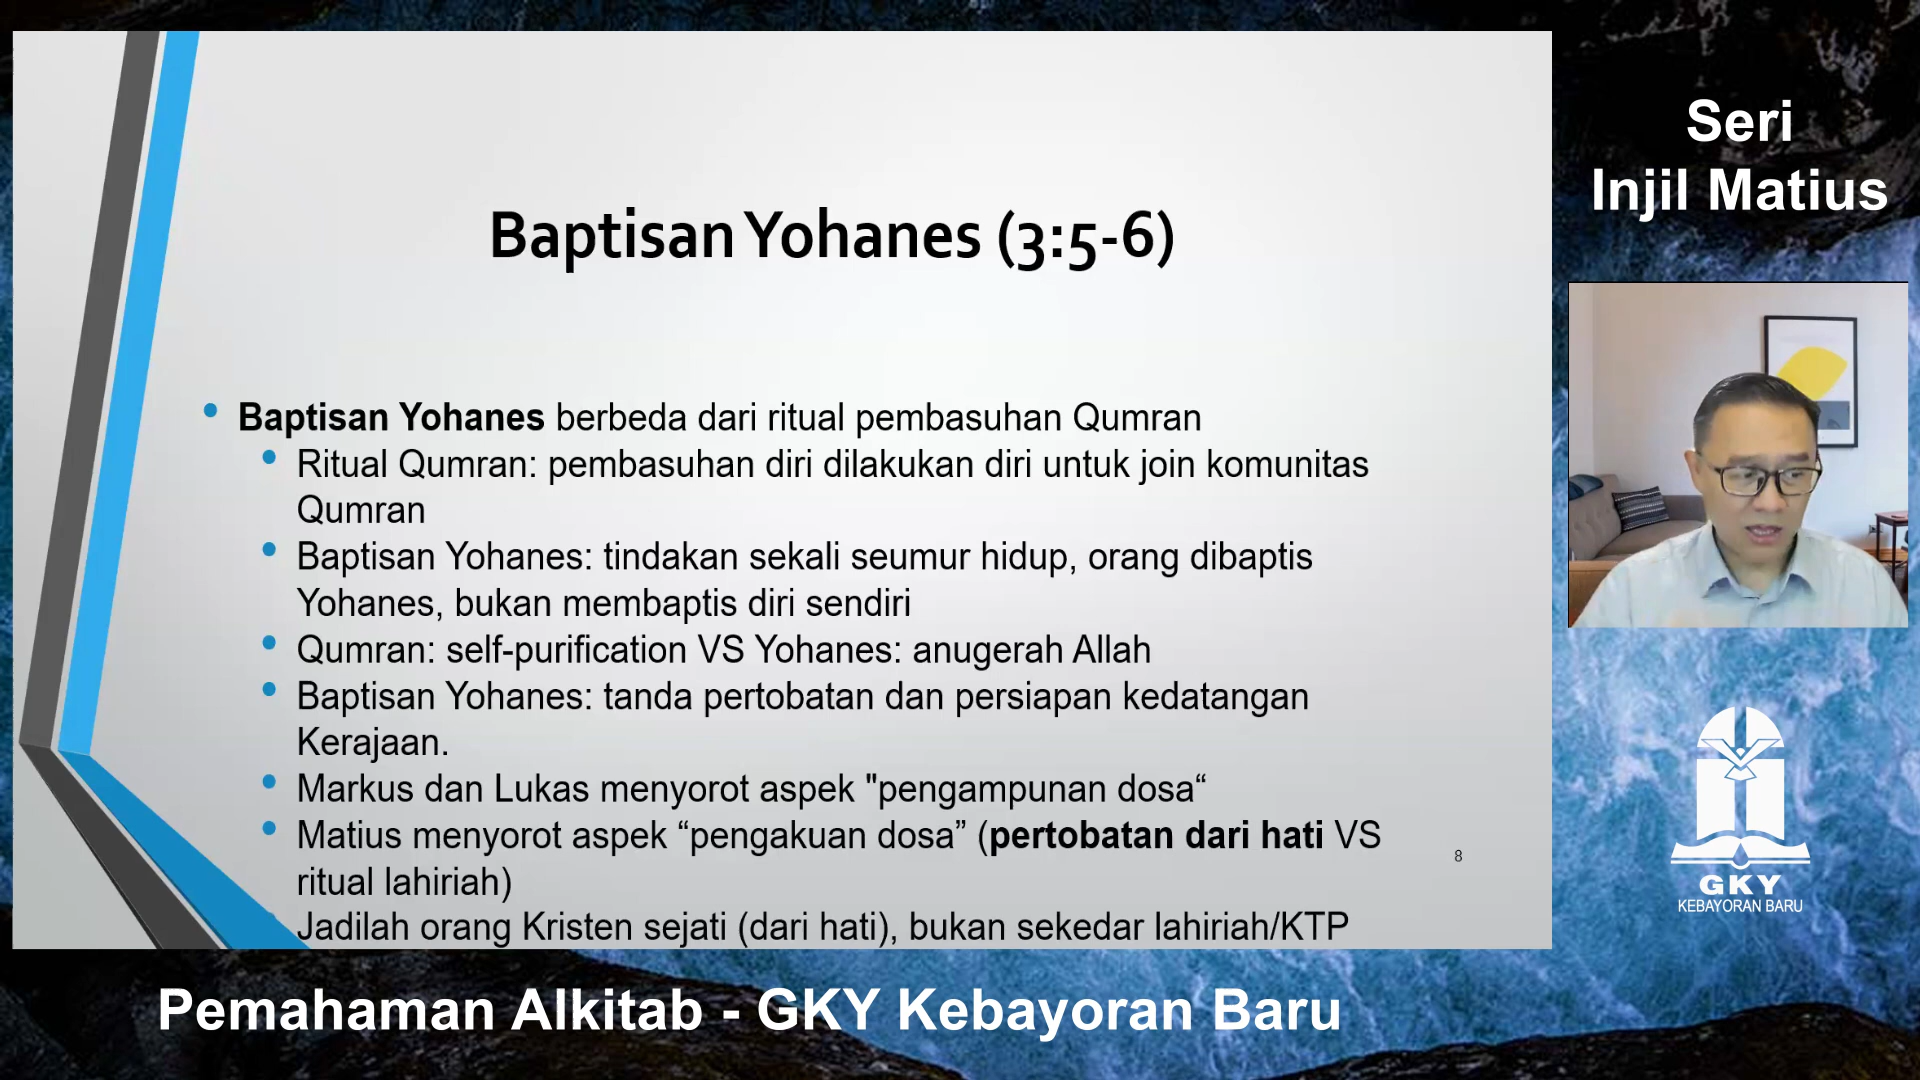 Baptisan Yohanes (3:5-6)
• Baptisan Yohanes berbeda dari ritual pembasuhan Qumran
• Ritual Qumran: pembasuhan diri dilakukan diri untuk join komunitas
Qumran
• Baptisan Yohanes: tindakan sekali seumur hidup, orang dibaptis
Yohanes, bukan membaptis diri sendiri
• Qumran: self-purification VS Yohanes: anugerah Allah
• Baptisan Yohanes: tanda pertobatan dan persiapan kedatangan
Kerajaan.
• Markus dan Lukas menyorot aspek "pengampunan dosa“
• Matius menyorot aspek “pengakuan dosa” (pertobatan dari hati VS
ritual lahiriah)
Jadilah orang Kristen sejati (dari hati), bukan sekedar lahiriah/KTP
8
Seri
Injil Matius
GKY
KEBAYORAN BARU
Pemahaman Alkitab - GKY Kebayoran Baru